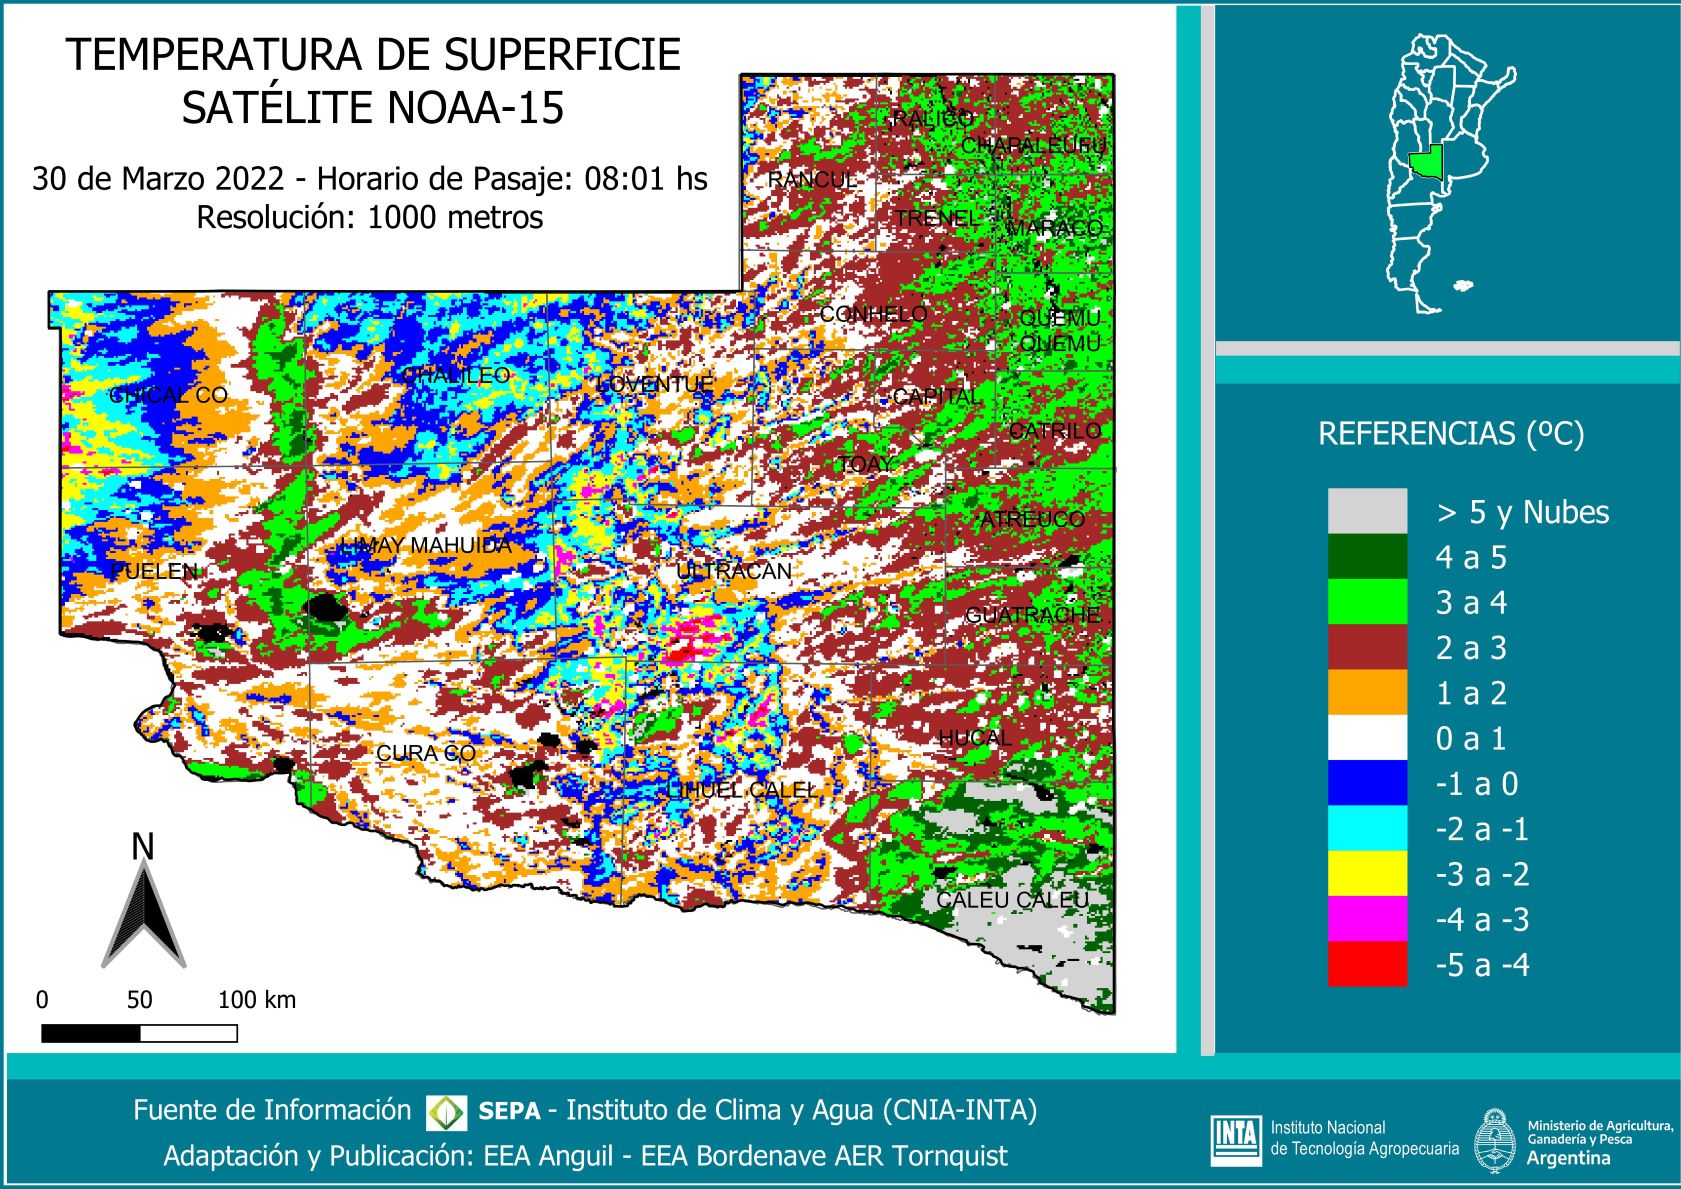 TEMPERATURA DE SUPERFICIE
SATÉLITE NOAA-15
30 de Marzo 2022 - Horario de Pasaje: 08:01 hs
Resolución: 1000 metros
RALICO
CHAPALEUFU
RANCUL
TRENEL
MARACO
CONHELO
QUEMU
QUEMU
CHALILEO
LOVENTUE
CHICAL CO
CAPITAL
CATRILO
TOAY
ATREUCO
LIMAY MAHUIDA
PUELEN
ULTRACAN
GUATRACHE
HUCAL
CURA CO
LIHUEL CALEL
CALEU CALEU
N
0 50 100 km
REFERENCIAS (ºC)
> 5 y Nubes
4 a 5
3 a 4
2 a 3
1 a 2
0 a 1
-1 a 0
-2 a -1
-3 a -2
-4 a -3
-5 a -4
Fuente de Información SEPA - Instituto de Clima y Agua (CNIA-INTA)
Adaptación y Publicación: EEA Anguil - EEA Bordenave AER Tornquist
INTA
Instituto Nacional
de Tecnología Agropecuaria
Ministerio de Agricultura,
Ganadería y Pesca
Argentina